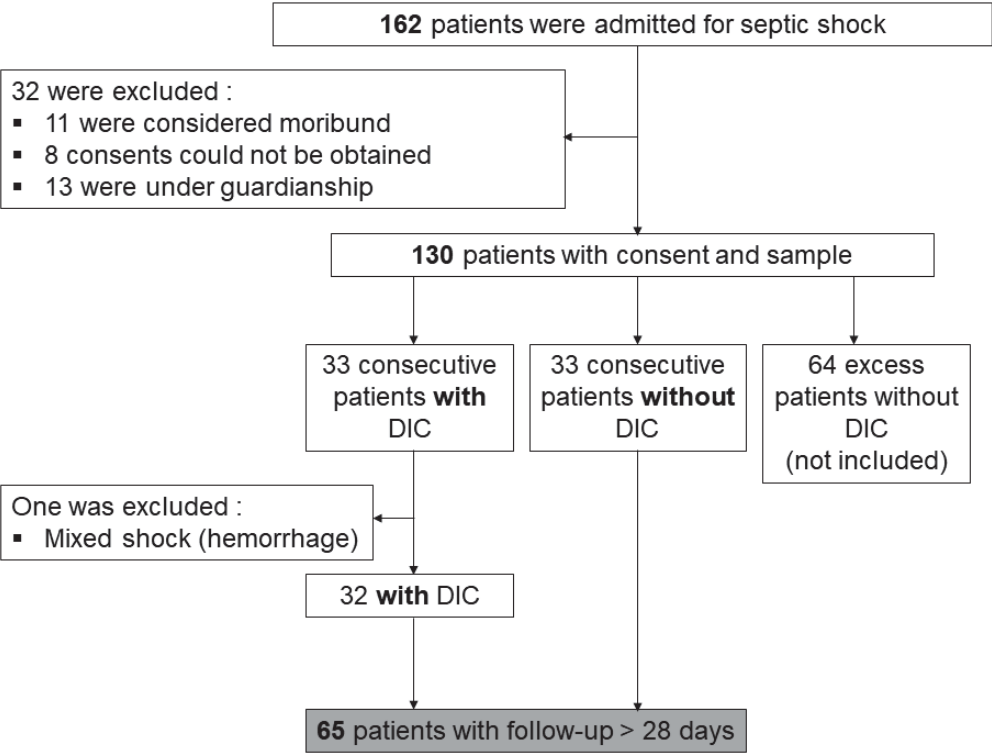 162 patients were admitted for septic shock
32 were excluded :
▪ 11 were considered moribund
▪ 8 consents could not be obtained
▪ 13 were under guardianship
130 patients with consent and sample
33 consecutive
patients with
DIC
33 consecutive
patients without
DIC
64 excess
patients without
DIC
(not included)
One was excluded :
▪ Mixed shock (hemorrhage)
32 with DIC
65 patients with follow-up > 28 days